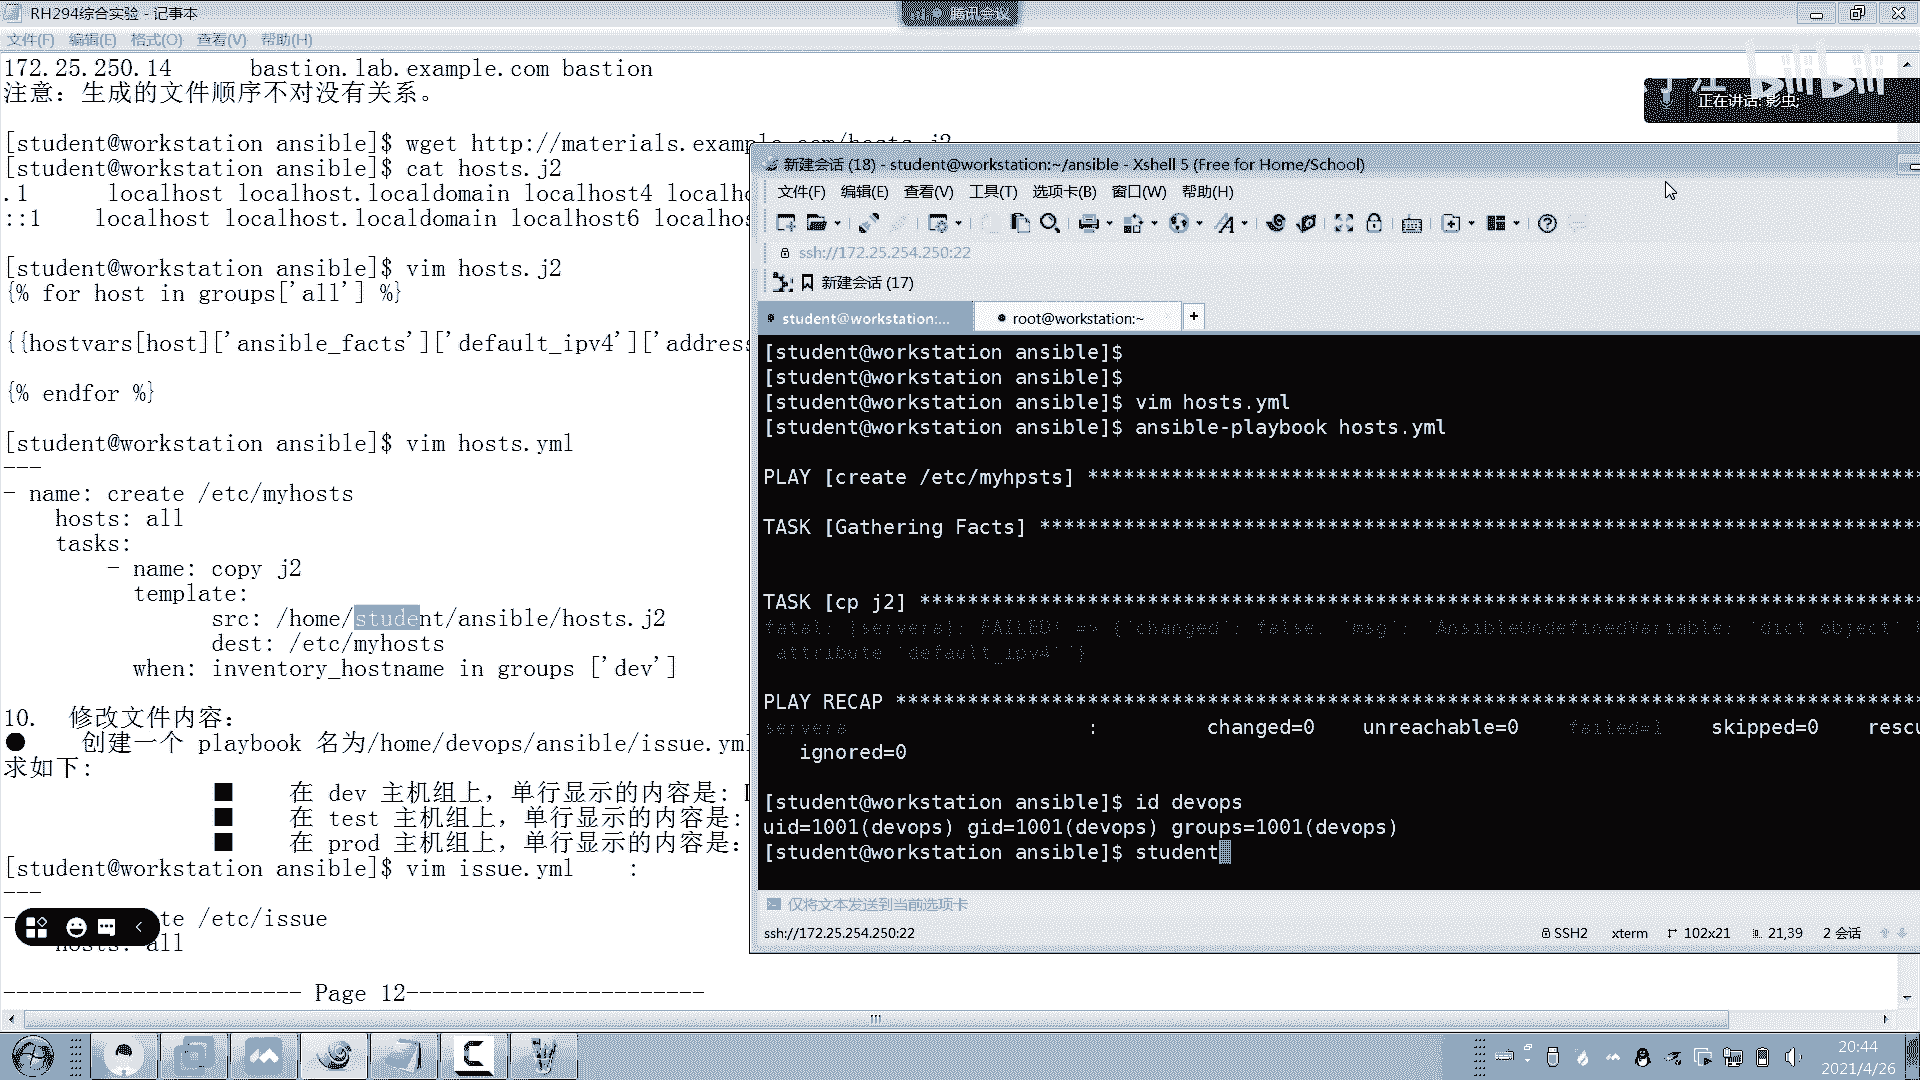 RH294综合实验 - 记事本
腾讯会议
文件(F) 编辑(E) 格式(O) 查看(V) 帮助(H)
172.25.250.14 bastion.lab.example.com bastion
注意: 生成的文件顺序不对没有关系。
bilibili
正在讲话: 影虫;
[student@workstation ansible]$ wget http://materials.example.com/hosts.j2
[student@workstation ansible]$ cat hosts.j2
.1 localhost localhost.localdomain localhost4 localho
::1 localhost localhost.localdomain localhost6 localhos
[student@workstation ansible]$ vim hosts.j2
{% for host in groups['all'] %}
{{hostvars[host]['ansible_facts']['default_ipv4']['address
{% endfor %}
[student@workstation ansible]$ vim hosts.yml
---
- name: create /etc/myhosts
hosts: all
tasks:
- name: copy j2
template:
src: /home/student/ansible/hosts.j2
dest: /etc/myhosts
when: inventory_hostname in groups ['dev']
10. 修改文件内容:
● 创建一个 playbook 名为/home/devops/ansible/issue.yml
求如下:
■ 在 dev 主机组上, 单行显示的内容是:
■ 在 test 主机组上, 单行显示的内容是:
■ 在 prod 主机组上, 单行显示的内容是:
[student@workstation ansible]$ vim issue.yml :
---
- te /etc/issue
hosts: all
----------------------- Page 12-----------------------
新建会话 (18) - student@workstation:~/ansible - Xshell 5 (Free for Home/School)
文件(F) 编辑(E) 查看(V) 工具(T) 选项卡(B) 窗口(W) 帮助(H)
ssh://172.25.254.250:22
新建会话 (17)
student@workstation:... root@workstation:~ +
[student@workstation ansible]$
[student@workstation ansible]$
[student@workstation ansible]$ vim hosts.yml
[student@workstation ansible]$ ansible-playbook hosts.yml
PLAY [create /etc/myhpsts] **********************************************************************
TASK [Gathering Facts] **************************************************************************
TASK [cp j2] ************************************************************************************
fatal: [servera]: FAILED! => {"changed": false, "msg": "AnsibleUndefinedVariable: 'dict object'
attribute 'default_ipv4'"}
PLAY RECAP **************************************************************************************
servera : changed=0 unreachable=0 failed=1 skipped=0 rescu
ignored=0
[student@workstation ansible]$ id devops
uid=1001(devops) gid=1001(devops) groups=1001(devops)
[student@workstation ansible]$ student
仅将文本发送到当前选项卡
ssh://172.25.254.250:22 SSH2 xterm 102x21 21,39 2 会话
20:44
2021/4/26